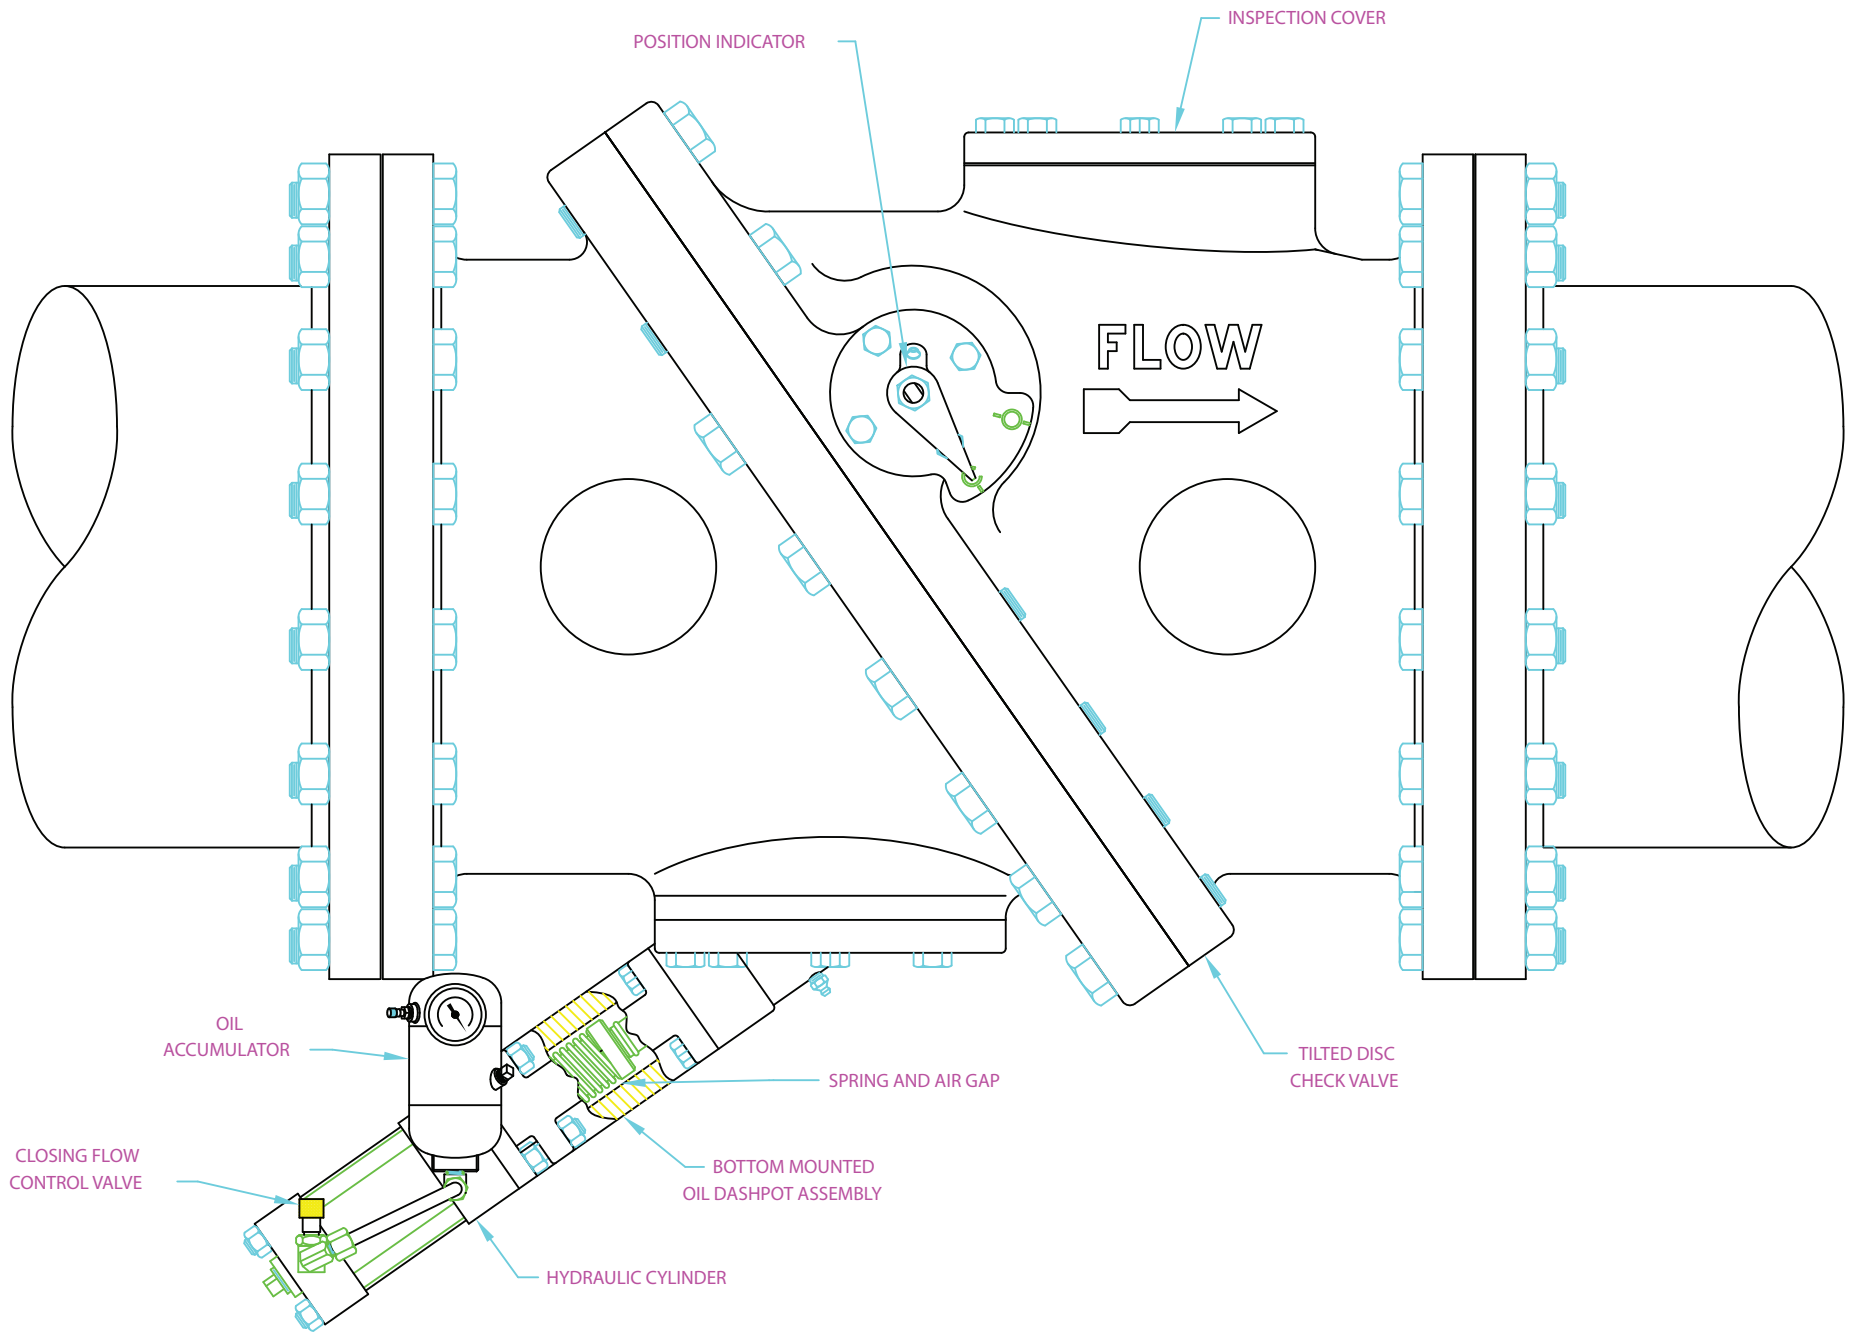 INSPECTION COVER
POSITION INDICATOR
FLOW
OIL
ACCUMULATOR
TILTED DISC
CHECK VALVE
SPRING AND AIR GAP
CLOSING FLOW
CONTROL VALVE
BOTTOM MOUNTED
OIL DASHPOT ASSEMBLY
HYDRAULIC CYLINDER